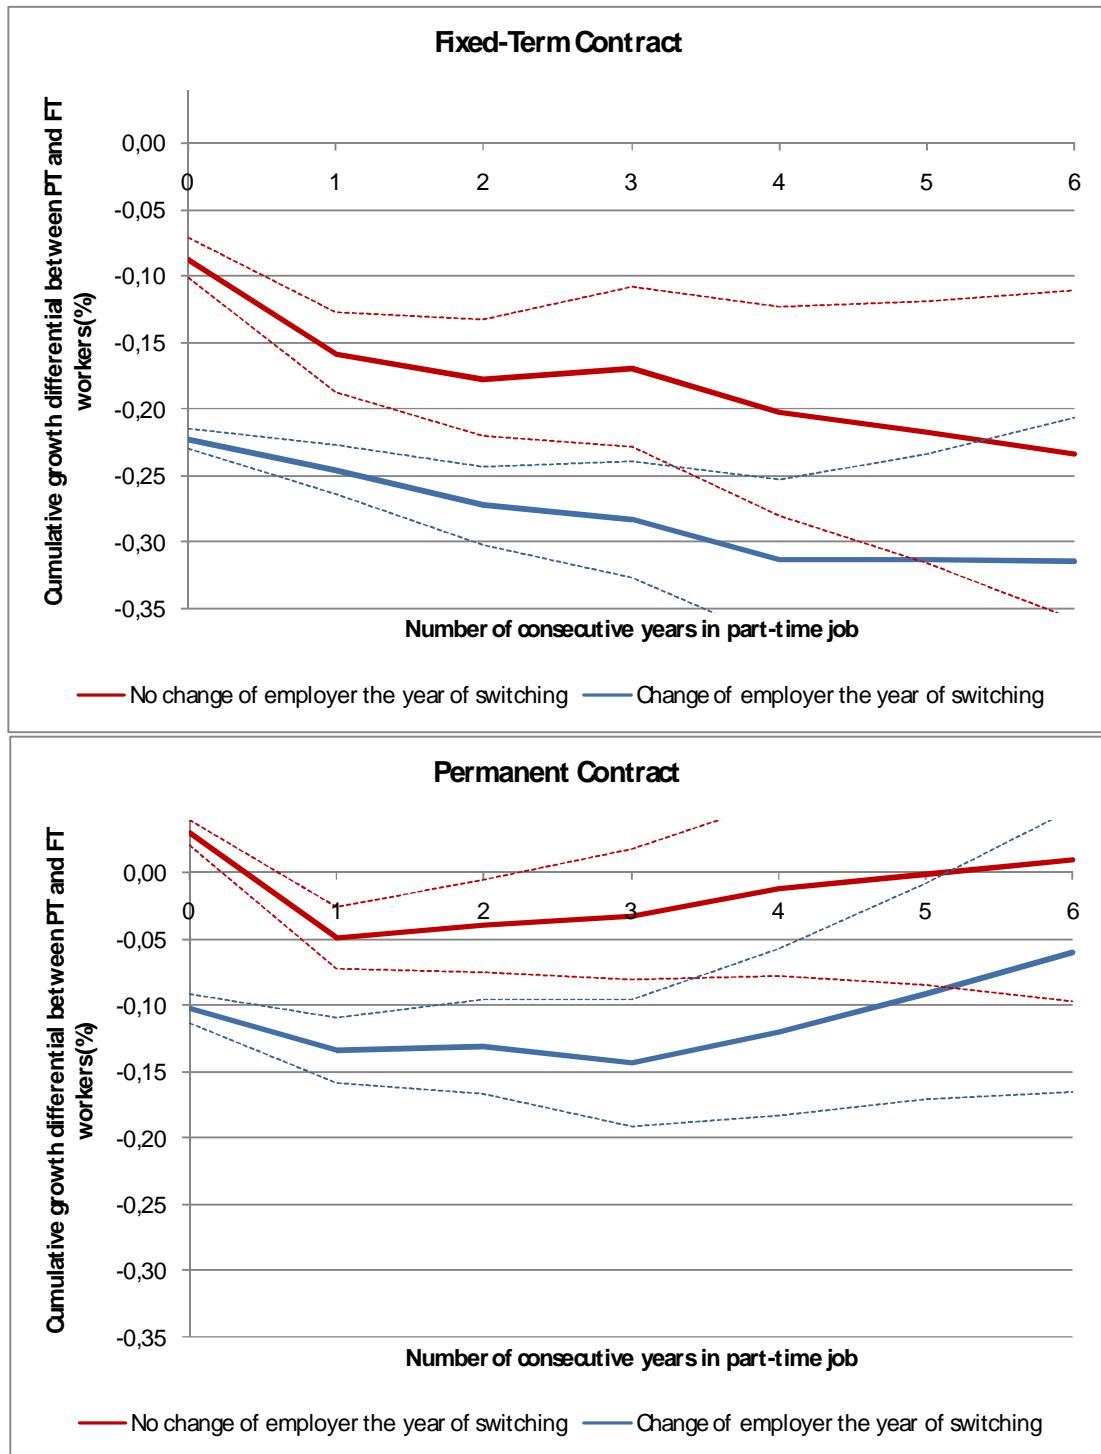 Fixed-Term Contract
Cumulative growth differential between PT and FT
workers(%)
0,00
-0,05
-0,10
-0,15
-0,20
-0,25
-0,30
-0,35
0 1 2 3 4 5 6
Number of consecutive years in part-time job
No change of employer the year of switching Change of employer the year of switching
Permanent Contract
Cumulative growth differential between PT and FT
workers(%)
0,00
-0,05
-0,10
-0,15
-0,20
-0,25
-0,30
-0,35
0 1 2 3 4 5 6
Number of consecutive years in part-time job
No change of employer the year of switching Change of employer the year of switching